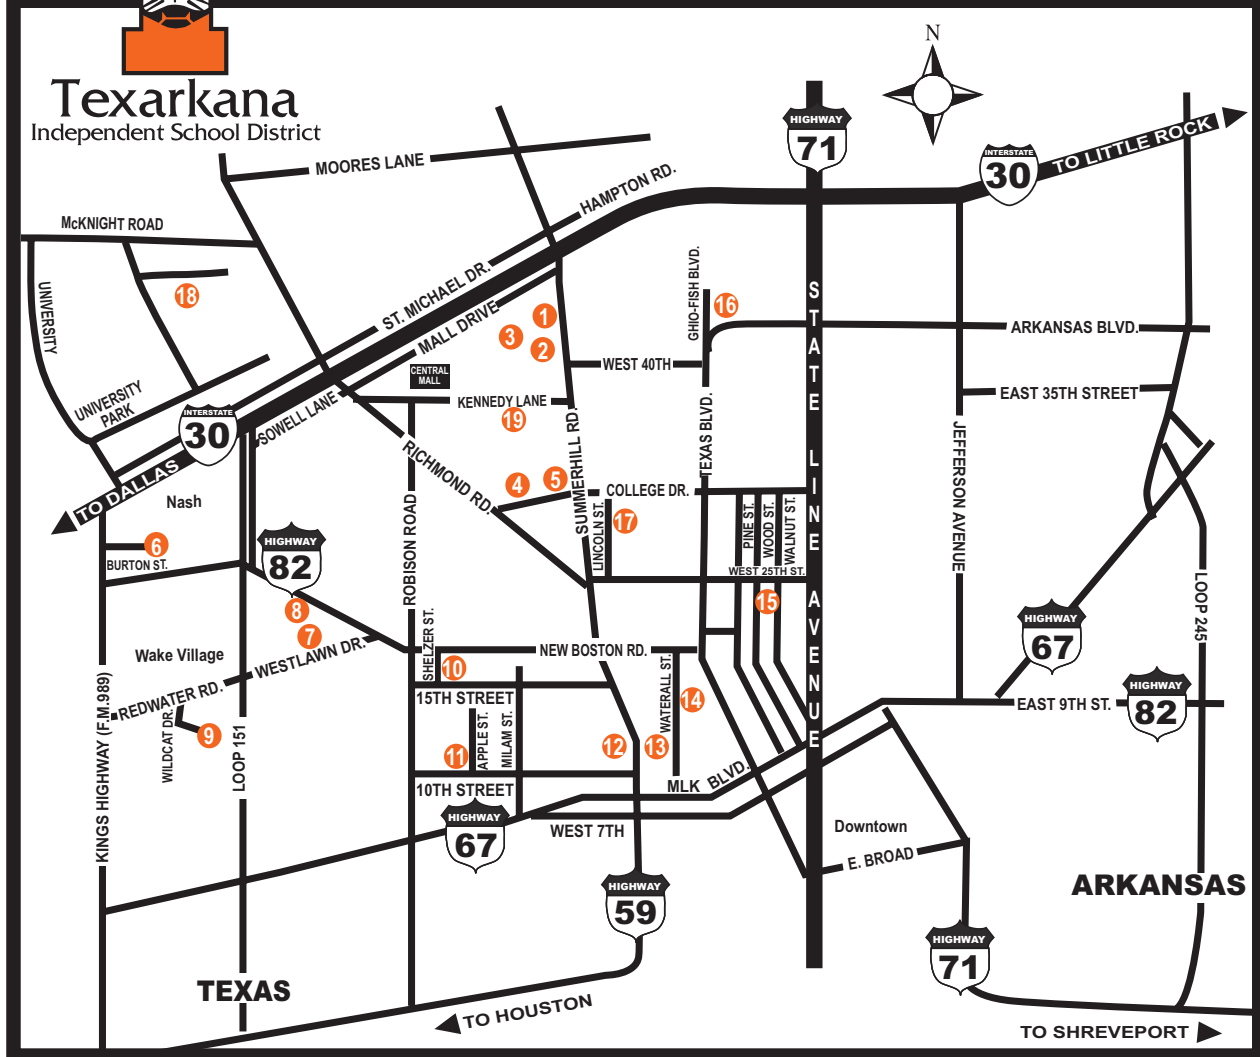 Texarkana
Independent School District
N
HIGHWAY
71
INTERSTATE
30
TO LITTLE ROCK
MOORES LANE
HAMPTON RD.
McKNIGHT ROAD
ST. MICHAEL DR.
MALL DRIVE
GHIO-FISH BLVD.
UNIVERSITY
18
1
3
2
16
STATE LINE AVENUE
ARKANSAS BLVD.
WEST 40TH
CENTRAL
MALL
KENNEDY LANE
19
EAST 35TH STREET
UNIVERSITY
PARK
INTERSTATE
30
SOWELL LANE
TO DALLAS
RICHMOND RD.
SUMMERHILL RD.
TEXAS BLVD.
JEFFERSON AVENUE
Nash
4
5
COLLEGE DR.
LINCOLN ST.
17
PINE ST.
WOOD ST.
WALNUT ST.
6
BURTON ST.
HIGHWAY
82
ROBISON ROAD
WEST 25TH ST.
15
LOOP 245
8
7
HIGHWAY
67
Wake Village
WESTLAWN DR.
REDWATER RD.
SHELZER ST.
NEW BOSTON RD.
10
15TH STREET
WATERALL ST.
14
EAST 9TH ST.
HIGHWAY
82
WILDCAT DR.
9
KINGS HIGHWAY (F.M.989)
LOOP 151
11
APPLE ST.
MILAM ST.
12
13
10TH STREET
MLK BLVD.
HIGHWAY
67
WEST 7TH
Downtown
E. BROAD
HIGHWAY
59
ARKANSAS
HIGHWAY
71
TEXAS
TO HOUSTON
TO SHREVEPORT